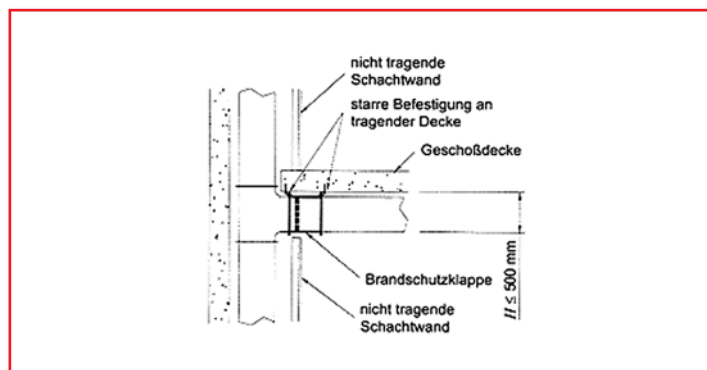 nicht tragende
Schachtwand
starre Befestigung an
tragender Decke
Geschoßdecke
Brandschutzklappe
H ≤ 500 mm
nicht tragende
Schachtwand